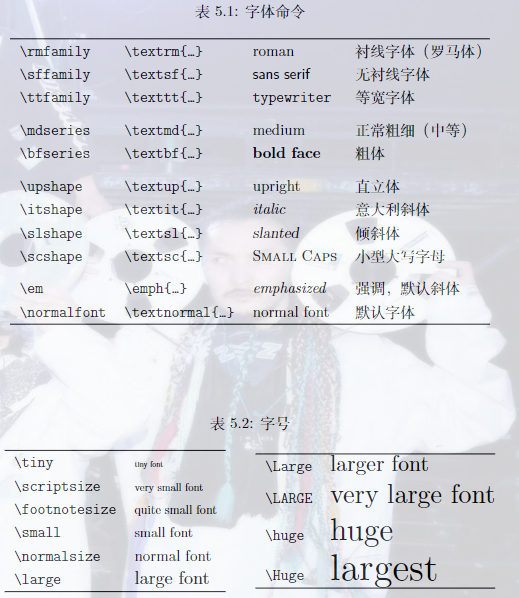 表 5.1: 字体命令
\rmfamily \textrm{…} roman 衬线字体（罗马体）
\sffamily \textsf{…} sans serif 无衬线字体
\ttfamily \texttt{…} typewriter 等宽字体
\mdseries \textmd{…} medium 正常粗细（中等）
\bfseries \textbf{…} bold face 粗体
\upshape \textup{…} upright 直立体
\itshape \textit{…} italic 意大利斜体
\slshape \textsl{…} slanted 倾斜体
\scshape \textsc{…} Small Caps 小型大写字母
\em \emph{…} emphasized 强调，默认斜体
\normalfont \textnormal{…} normal font 默认字体
表 5.2: 字号
\tiny tiny font
\scriptsize very small font
\footnotesize quite small font
\small small font
\normalsize normal font
\large large font
\Large larger font
\LARGE very large font
\huge huge
\Huge largest